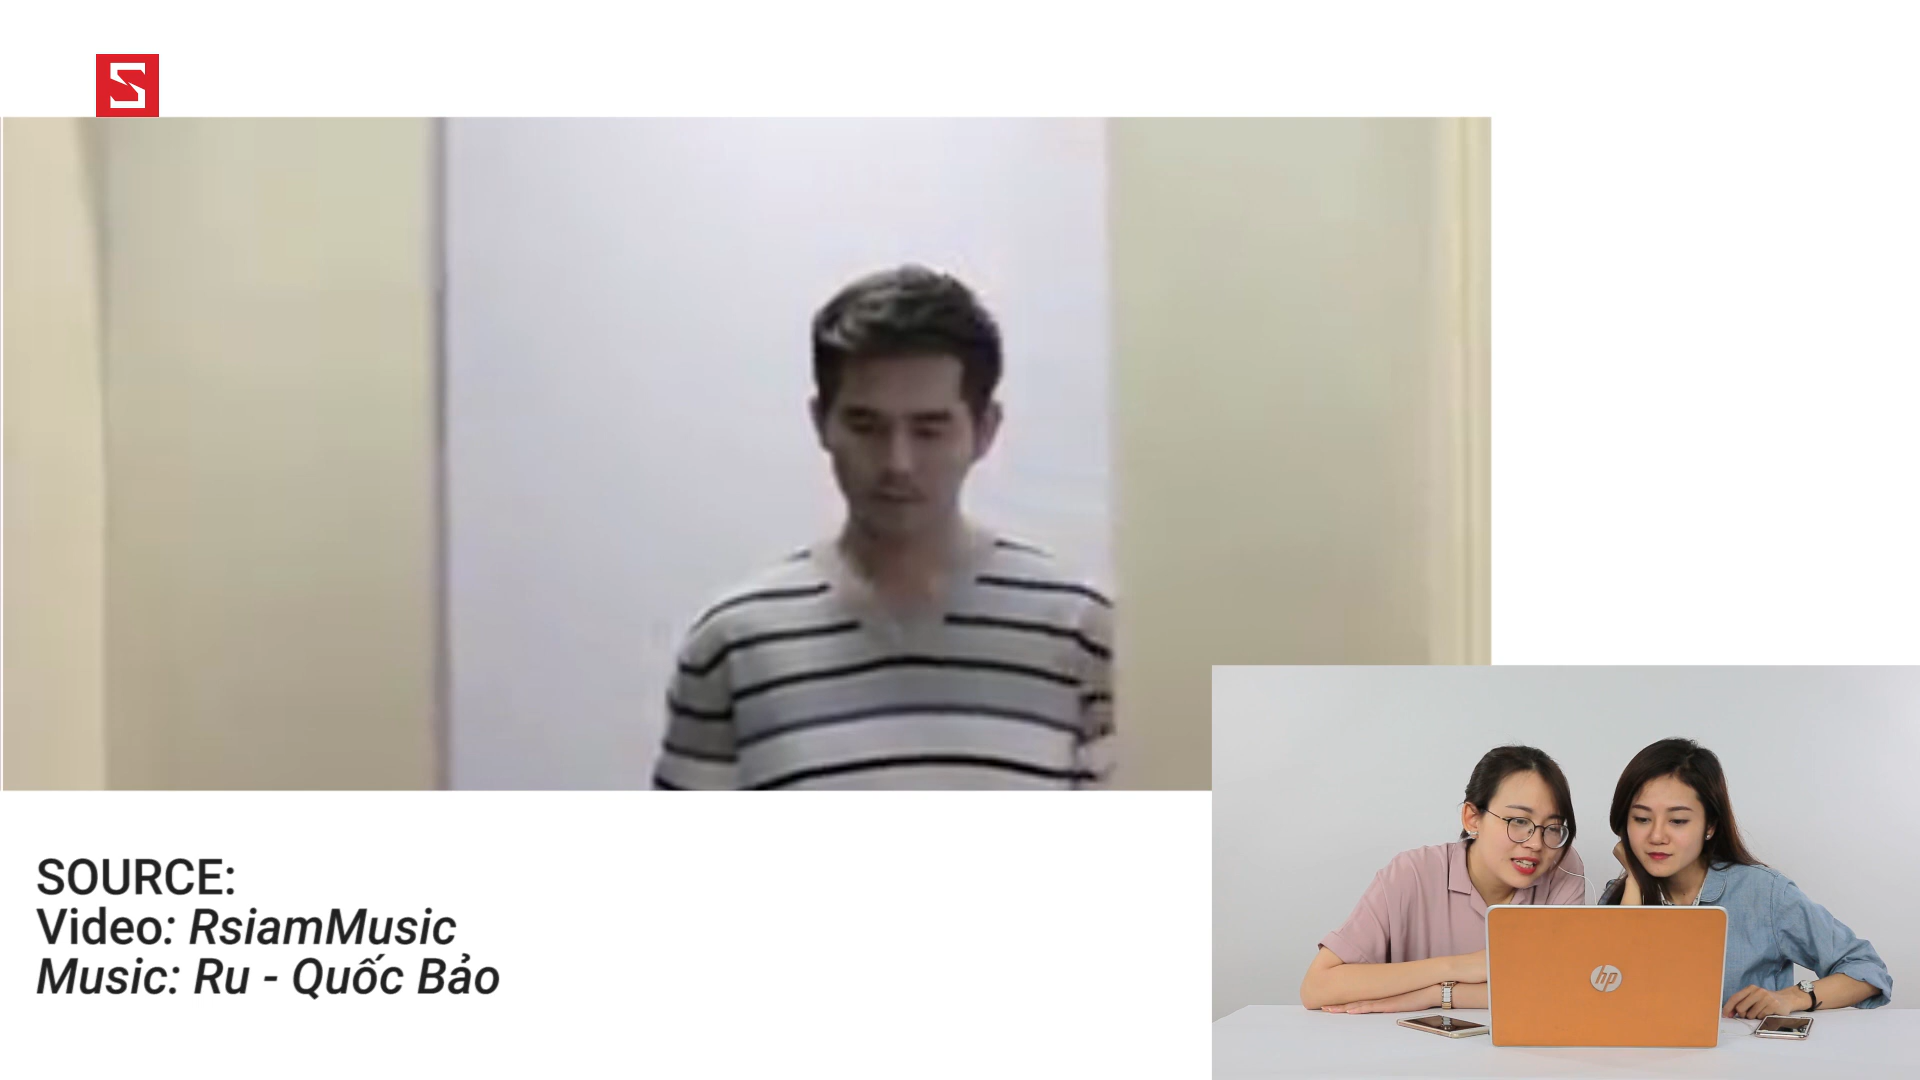 S
SOURCE:
Video: RsiamMusic
Music: Ru - Quốc Bảo
hp